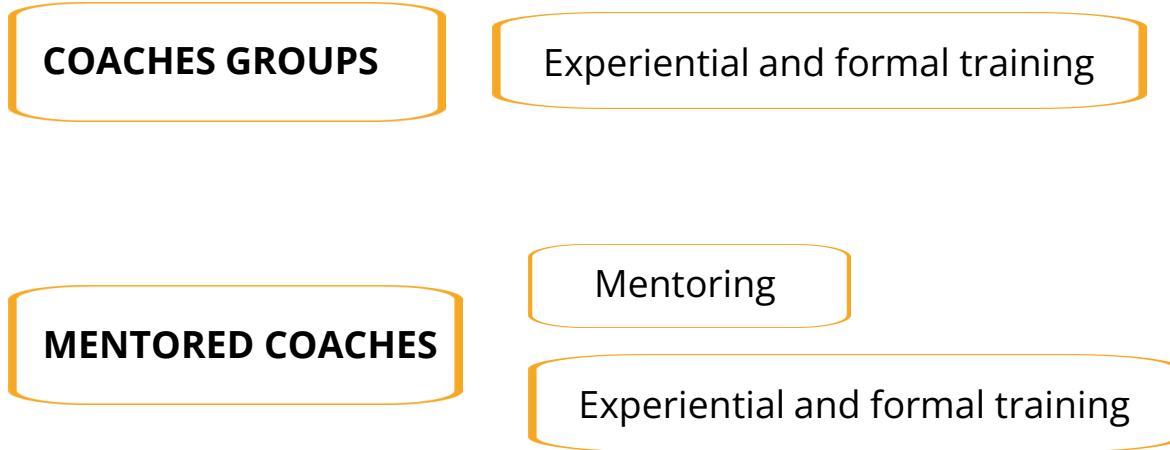 COACHES GROUPS
Experiential and formal training
Mentoring
MENTORED COACHES
Experiential and formal training